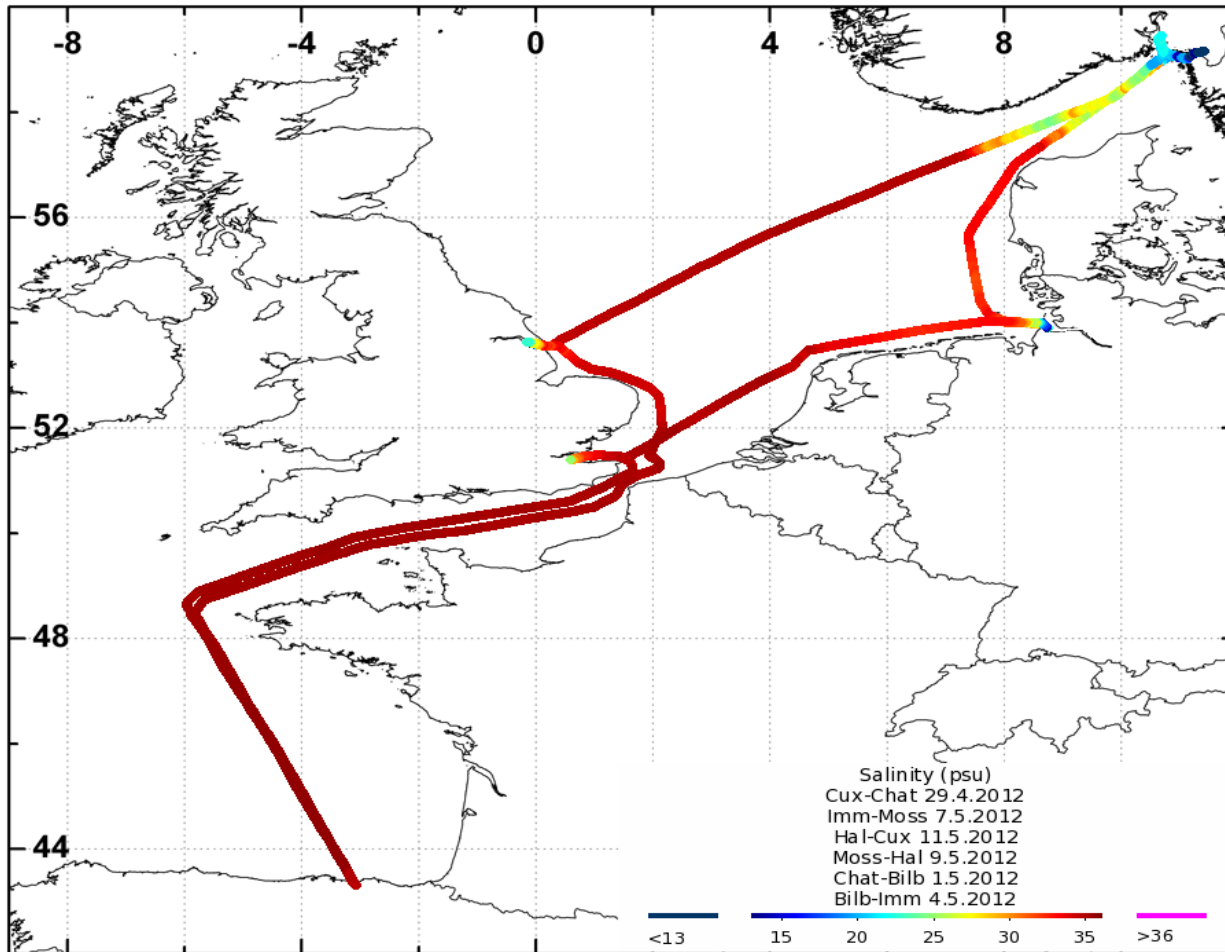 -8 -4 0 4 8
56
52
48
44
Salinity (psu)
Cux-Chat 29.4.2012
Imm-Moss 7.5.2012
Hal-Cux 11.5.2012
Moss-Hal 9.5.2012
Chat-Bilb 1.5.2012
Bilb-Imm 4.5.2012
<13 15 20 25 30 35 >36